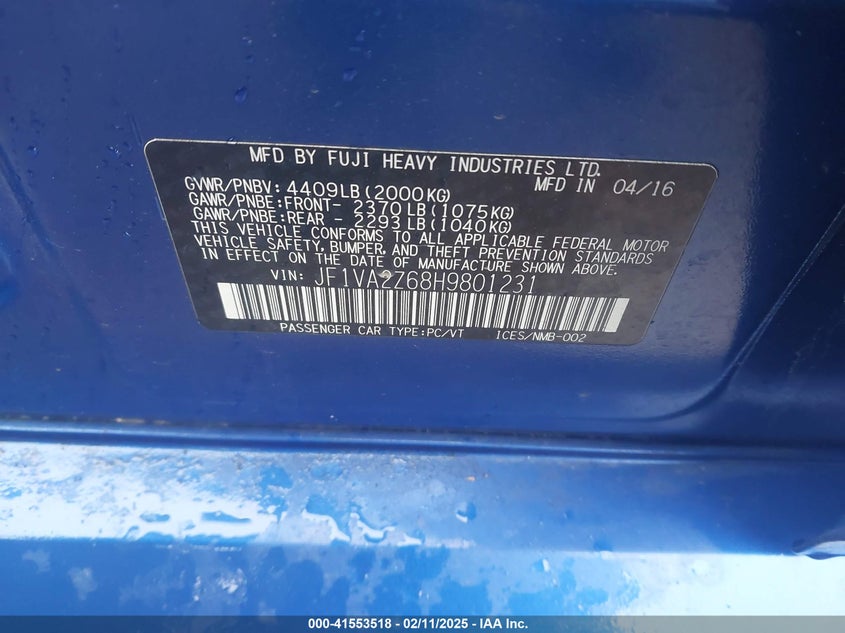 MFD BY FUJI HEAVY INDUSTRIES LTD.
GVWR/PNBV: 4409LB(2000KG) MFD IN 04/16
GAWR/PNBE:FRONT- 2370LB(1075KG)
GAWR/PNBE:REAR - 2293LB(1040KG)
THIS VEHICLE CONFORMS TO ALL APPLICABLE FEDERAL MOTOR
VEHICLE SAFETY, BUMPER, AND THEFT PREVENTION STANDARDS
IN EFFECT ON THE DATE OF MANUFACTURE SHOWN ABOVE.
VIN: JF1VA2Z68H9801231
PASSENGER CAR TYPE:PC/VT ICES/NMB-002
000-41553518 - 02/11/2025 - IAA Inc.